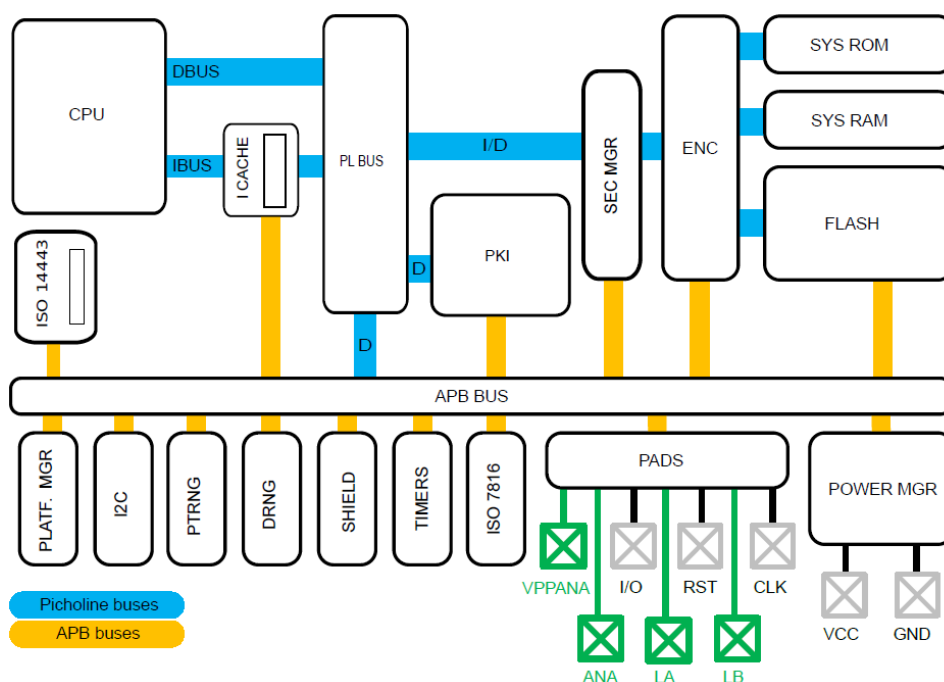 SYS ROM
DBUS
CPU
SYS RAM
I CACHE
IBUS
PL BUS
I/D
SEC MGR
ENC
FLASH
ISO 14443
PKI
D
D
APB BUS
PLATF. MGR
I2C
PTRNG
DRNG
SHIELD
TIMERS
ISO 7816
PADS
POWER MGR
VPPANA
I/O
RST
CLK
Picholine buses
APB buses
VCC
GND
ANA
LA
LB